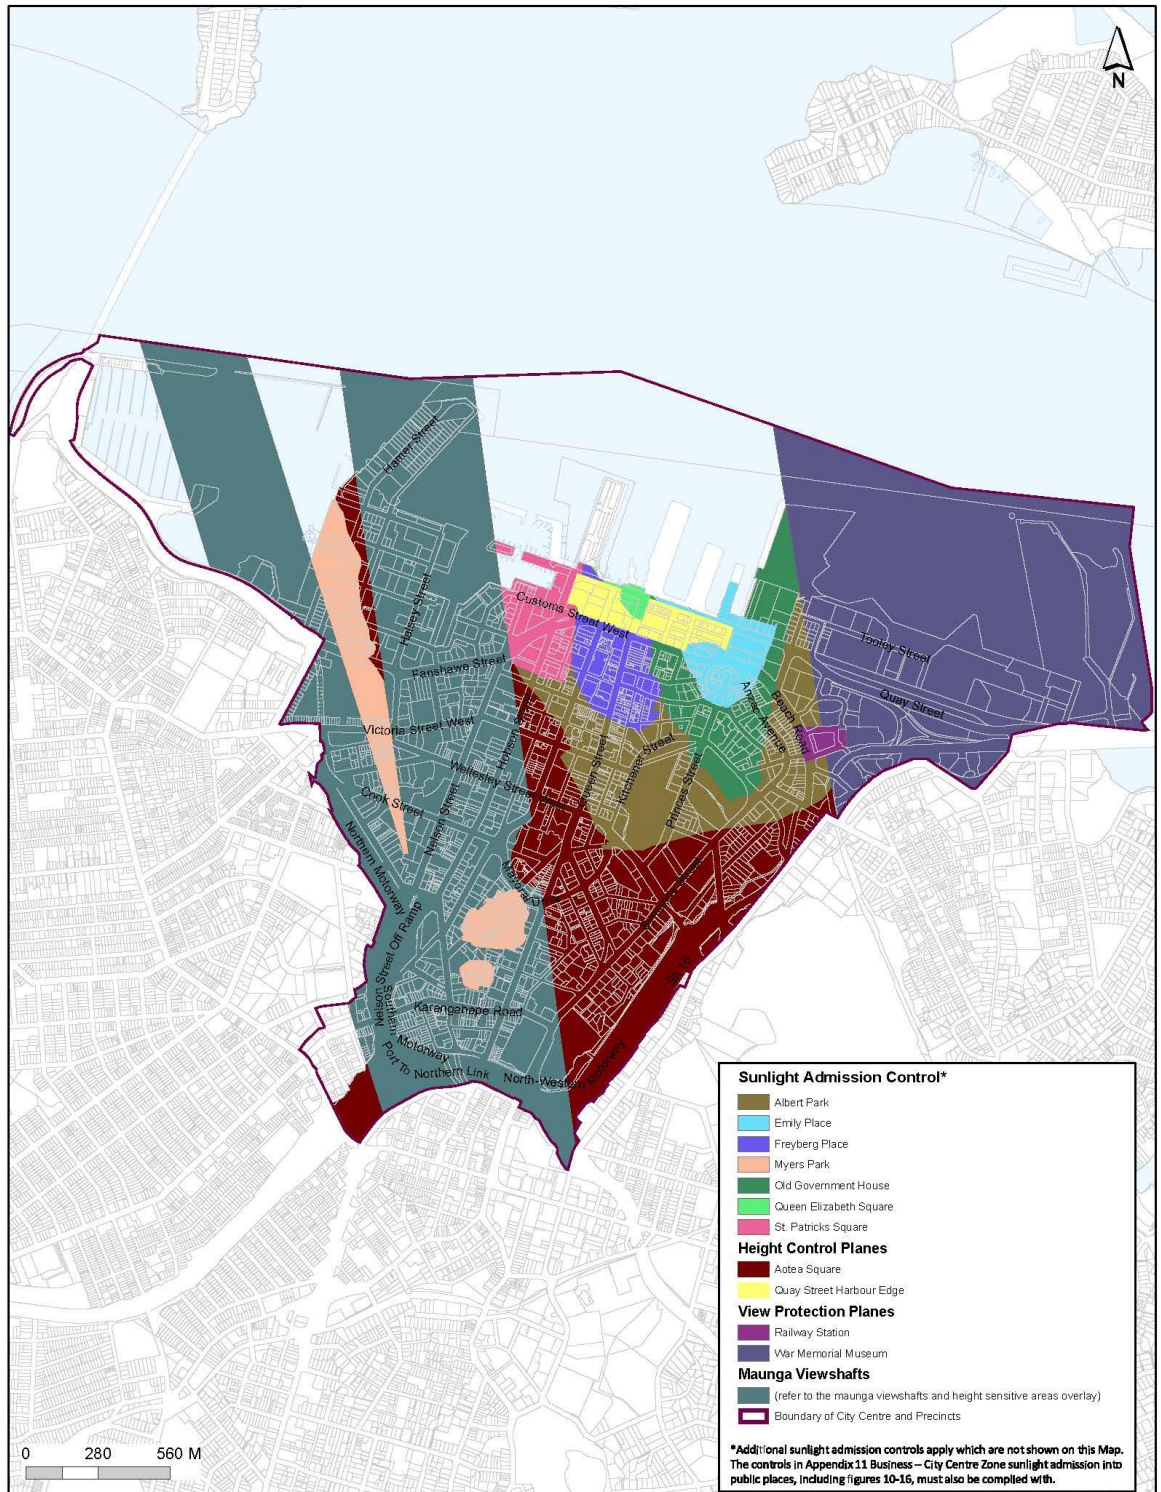 N
Hamer Street
Halsey Street
Customs Street West
Fanshawe Street
Tooley Street
Quay Street
Anzac Avenue
Beach Road
Victoria Street West
Hobson Street
Wellesley Street
Queen Street
Kitchener Street
Princes Street
Cook Street
Nelson Street
Northern Motorway
Mayoral Drive
Nelson Street Off Ramp
Sh 16
Karangahape Road
Southern Motorway
Port To Northern Link
North-Western Motorway
Sunlight Admission Control*
Albert Park
Emily Place
Freyberg Place
Myers Park
Old Government House
Queen Elizabeth Square
St. Patricks Square
Height Control Planes
Aotea Square
Quay Street Harbour Edge
View Protection Planes
Railway Station
War Memorial Museum
Maunga Viewshafts
(refer to the maunga viewshafts and height sensitive areas overlay)
Boundary of City Centre and Precincts
*Additional sunlight admission controls apply which are not shown on this Map.
The controls in Appendix 11 Business – City Centre Zone sunlight admission into
public places, including figures 10-16, must also be complied with.
0 280 560 M